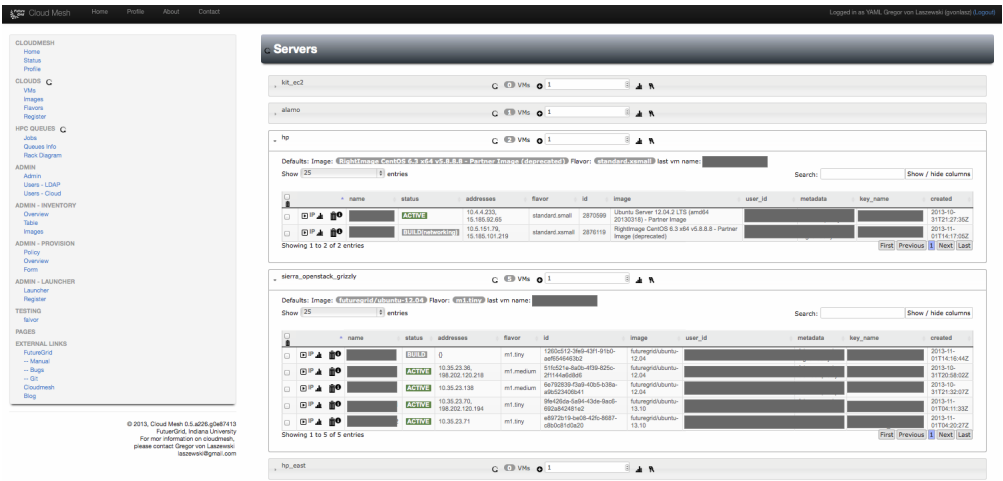 Cloud Mesh Home Profile About Contact Logged in as YAML Gregor von Laszewski (gvonlasz) (Logout)
CLOUDMESH
Home
Status
Profile
CLOUDS
VMs
Images
Flavors
Register
HPC QUEUES
Jobs
Queues Info
Rack Diagram
ADMIN
Admin
Users - LDAP
Users - Cloud
ADMIN - INVENTORY
Overview
Table
Images
ADMIN - PROVISION
Policy
Overview
Form
ADMIN - LAUNCHER
Launcher
Register
TESTING
PAGES
EXTERNAL LINKS
FutureGrid
-- Manual
-- Bugs
-- G1
Cloudmesh
Blog
© 2013, Cloud Mesh 0.5.a226.g0e87413
FuturGrid, Indiana University
For mor information on cloudmesh,
please contact Gregor von Laszewski
laszewski@gmail.com
Servers
kit_ec2 0 VMs 1
alamo 1 VMs 1
hp 3 VMs 1
Defaults: Image: RightImage CentOS 6.3 x64 v5.8.8.8 - Partner Image (deprecated) Flavor: standard.xsmall last vm name:
Show 25 entries Search: Show / hide columns
name status addresses flavor id image user_id metadata key_name created
IP ACTIVE 10.4.4.233, 15.185.92.65 standard.small 2870599 Ubuntu Server 12.04.2 LTS (amd64 20130318) - Partner Image 2013-10-31T21:27:35Z
IP BUILD(networking) 10.5.151.79, 15.185.101.219 standard.xsmall 2876119 RightImage CentOS 6.3 x64 v5.8.8.8 - Partner Image (deprecated) 2013-11-01T14:17:05Z
Showing 1 to 2 of 2 entries First Previous 1 Next Last
sierra_openstack_grizzly 5 VMs 1
Defaults: Image: futuregrid/ubuntu-12.04 Flavor: m1.tiny last vm name:
Show 25 entries Search: Show / hide columns
name status addresses flavor id image user_id metadata key_name created
IP BUILD {} m1.tiny futuregrid/ubuntu-12.04 2013-11-01T14:16:44Z
IP ACTIVE 10.35.23.36, 198.202.120.218 m1.medium futuregrid/ubuntu-12.04 2013-10-31T20:58:02Z
IP ACTIVE 10.35.23.138 m1.medium futuregrid/ubuntu-12.04 2013-10-31T21:32:07Z
IP ACTIVE 10.35.23.70, 198.202.120.194 m1.tiny futuregrid/ubuntu-13.10 2013-11-01T04:11:33Z
IP ACTIVE 10.35.23.71 m1.tiny futuregrid/ubuntu-13.10 2013-11-01T04:20:27Z
Showing 1 to 5 of 5 entries First Previous 1 Next Last
hp_east 0 VMs 1